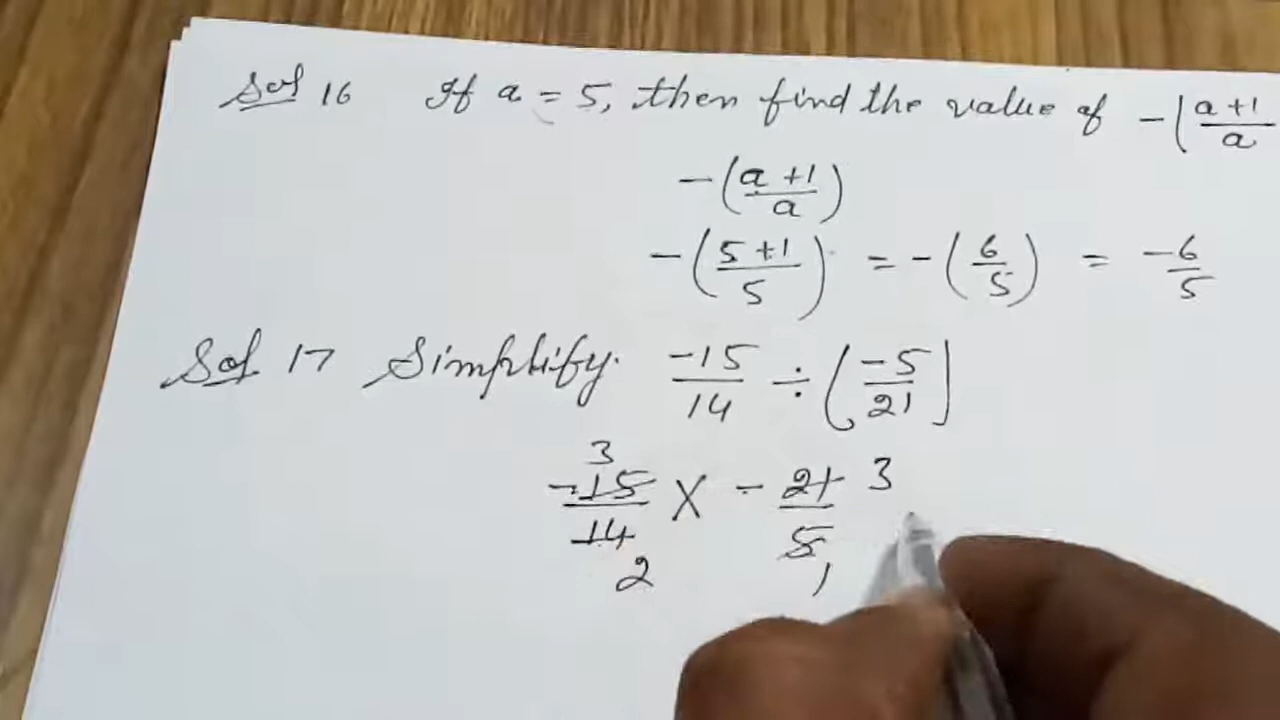 Sol 16 If a = 5, then find the value of -(a+1/a
-(a+1/a)
-(5+1/5) = -(6/5) = -6/5
Sol 17 Simplify. -15/14 ÷ (-5/21)
3
-15/14 X - 21/5 3
2 1